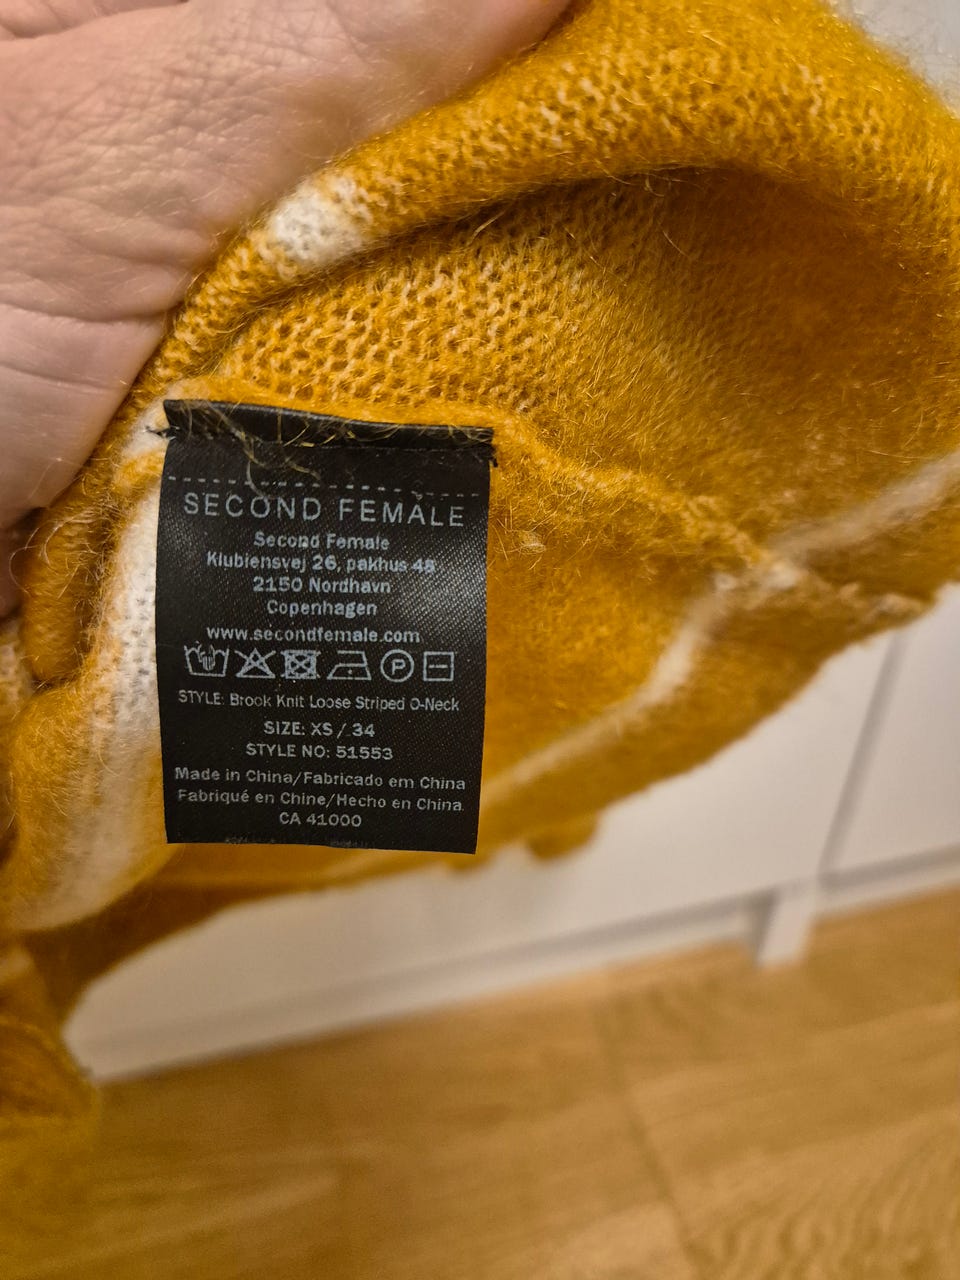 SECOND FEMALE
Second Female
Klubiensvej 26, pakhus 48
2150 Nordhavn
Copenhagen
www.secondfemale.com
P
STYLE: Brook Knit Loose Striped O-Neck
SIZE: XS / 34
STYLE NO: 51553
Made in China/Fabricado em China
Fabriqué en Chine/Hecho en China
CA 41000